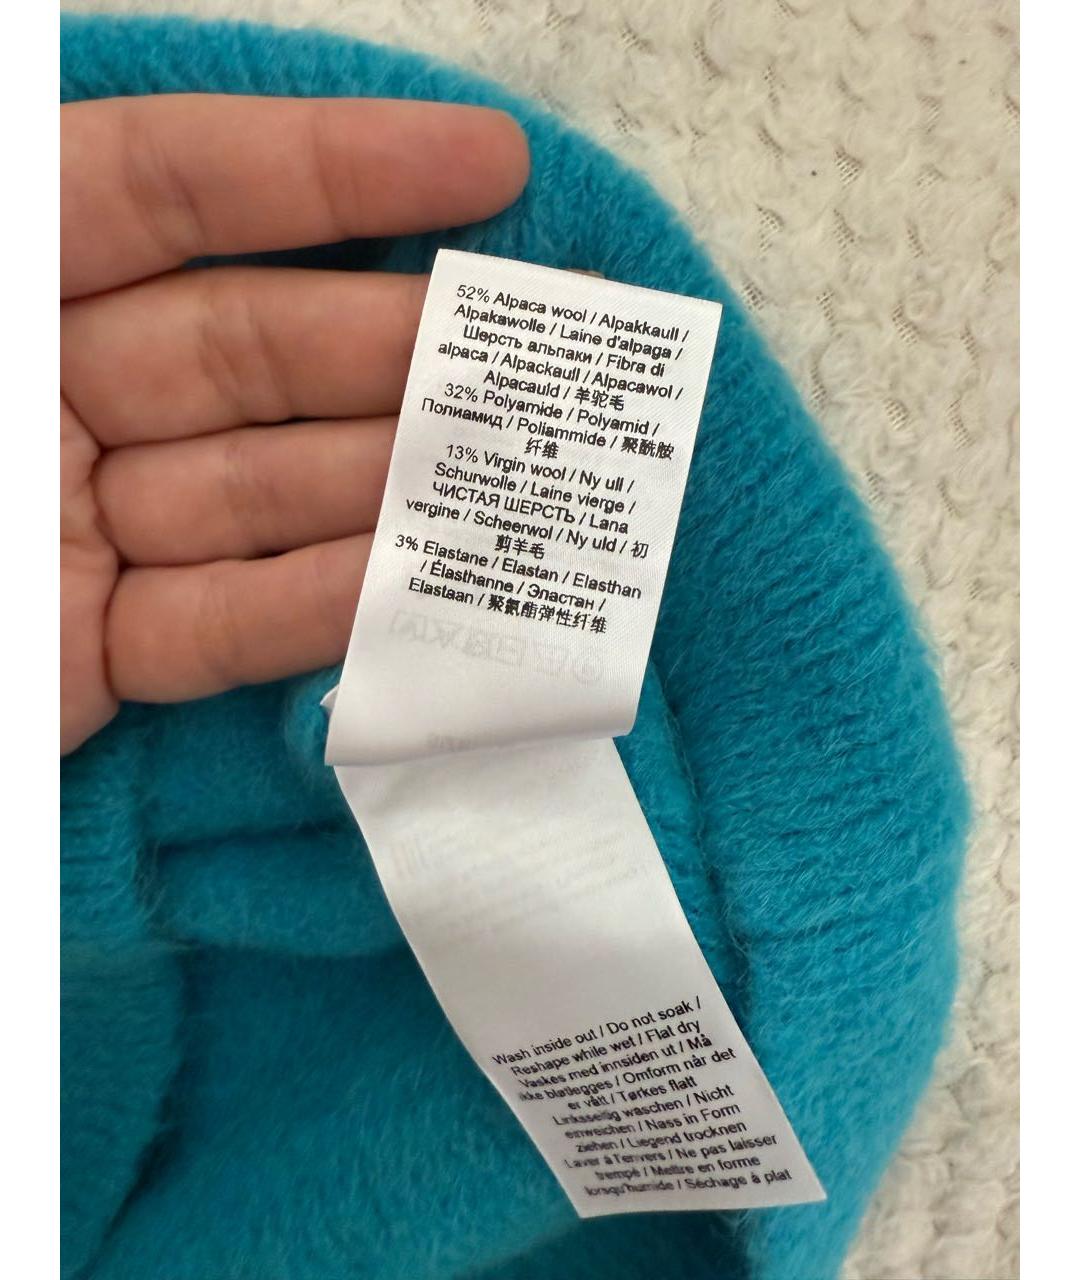 52% Alpaca wool / Alpakkaull /
Alpakawolle / Laine d'alpaga /
Шерсть альпаки / Fibra di
alpaca / Alpackaull / Alpacawol /
Alpacauld / 羊驼毛
32% Polyamide / Polyamid /
Полиамид / Poliammide / 聚酰胺
纤维
13% Virgin wool / Ny ull /
Schurwolle / Laine vierge /
ЧИСТАЯ ШЕРСТЬ / Lana
vergine / Scheerwol / Ny uld / 初
剪羊毛
3% Elastane / Elastan / Elasthan
/ Élasthanne / Эластан /
Elastaan / 聚氨酯弹性纤维
Wash inside out / Do not soak /
Reshape while wet / Flat dry
Vaskes med innsiden ut / Må
ikke bløtlegges / Omform når det
er vått / Tørkes flatt
Linksseitig waschen / Nicht
einweichen / Nass in Form
ziehen / Liegend trocknen
Laver à l'envers / Ne pas laisser
trempé / Mettre en forme
lorsqu'humide / Séchage à plat